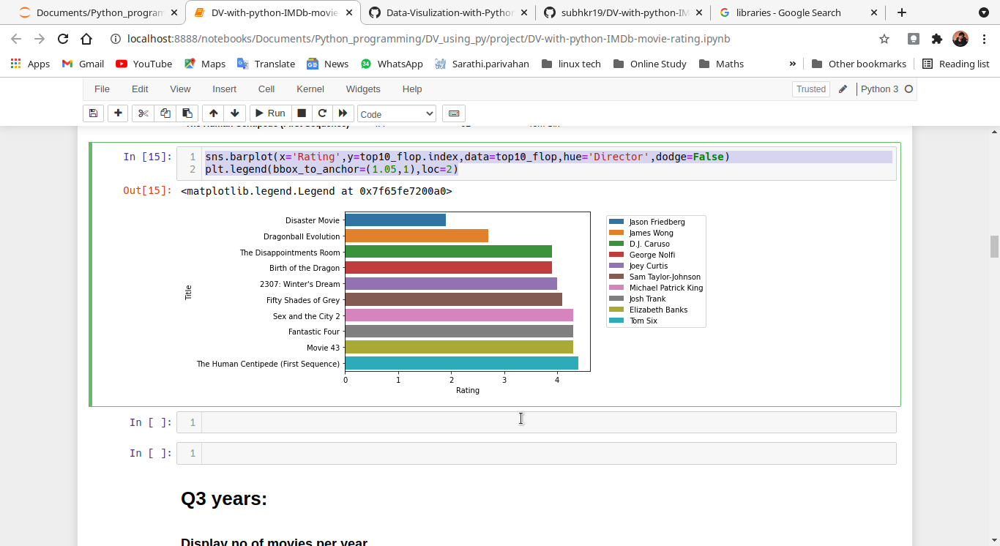 Documents/Python_program
DV-with-python-IMDb-movie
Data-Visulization-with-Python
subhkr19/DV-with-python-IM
libraries - Google Search
localhost:8888/notebooks/Documents/Python_programming/DV_using_py/project/DV-with-python-IMDb-movie-rating.ipynb
Apps Gmail YouTube Maps Translate News 34 WhatsApp Sarathi.parivahan linux tech Online Study Maths » Other bookmarks Reading list
File Edit View Insert Cell Kernel Widgets Help Trusted Python 3
Run Code
In [15]:
1 sns.barplot(x='Rating',y=top10_flop.index,data=top10_flop,hue='Director',dodge=False)
2 plt.legend(bbox_to_anchor=(1.05,1),loc=2)
Out[15]: <matplotlib.legend.Legend at 0x7f65fe7200a0>
Title
Disaster Movie
Dragonball Evolution
The Disappointments Room
Birth of the Dragon
2307: Winter's Dream
Fifty Shades of Grey
Sex and the City 2
Fantastic Four
Movie 43
The Human Centipede (First Sequence)
0 1 2 3 4
Rating
Jason Friedberg
James Wong
D.J. Caruso
George Nolfi
Joey Curtis
Sam Taylor-Johnson
Michael Patrick King
Josh Trank
Elizabeth Banks
Tom Six
In [ ]: 1
In [ ]: 1
Q3 years:
Display no of movies per year